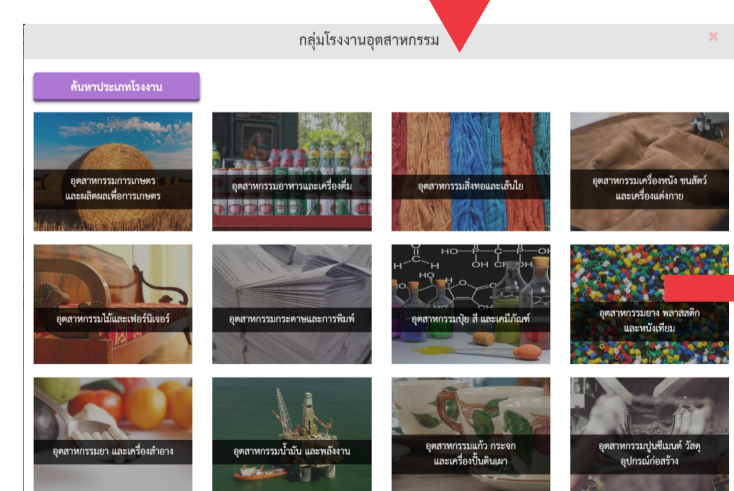 กลุ่มโรงงานอุตสาหกรรม
ค้นหาประเภทโรงงาน
อุตสาหกรรมการเกษตร
และผลิตผลเพื่อการเกษตร
อุตสาหกรรมอาหารและเครื่องดื่ม
อุตสาหกรรมสิ่งทอและเส้นใย
อุตสาหกรรมเครื่องหนัง ขนสัตว์
และเครื่องแต่งกาย
อุตสาหกรรมไม้และเฟอร์นิเจอร์
อุตสาหกรรมกระดาษและการพิมพ์
อุตสาหกรรมปุ๋ย สี และเคมีภัณฑ์
อุตสาหกรรมยาง พลาสลติก
และหนังเทียม
อุตสาหกรรมยา และเครื่องสำอาง
อุตสาหกรรมน้ำมัน และพลังงาน
อุตสาหกรรมแก้ว กระจก
และเครื่องปั้นดินเผา
อุตสาหกรรมปูนซีเมนต์ วัสดุ
อุปกรณ์ก่อสร้าง